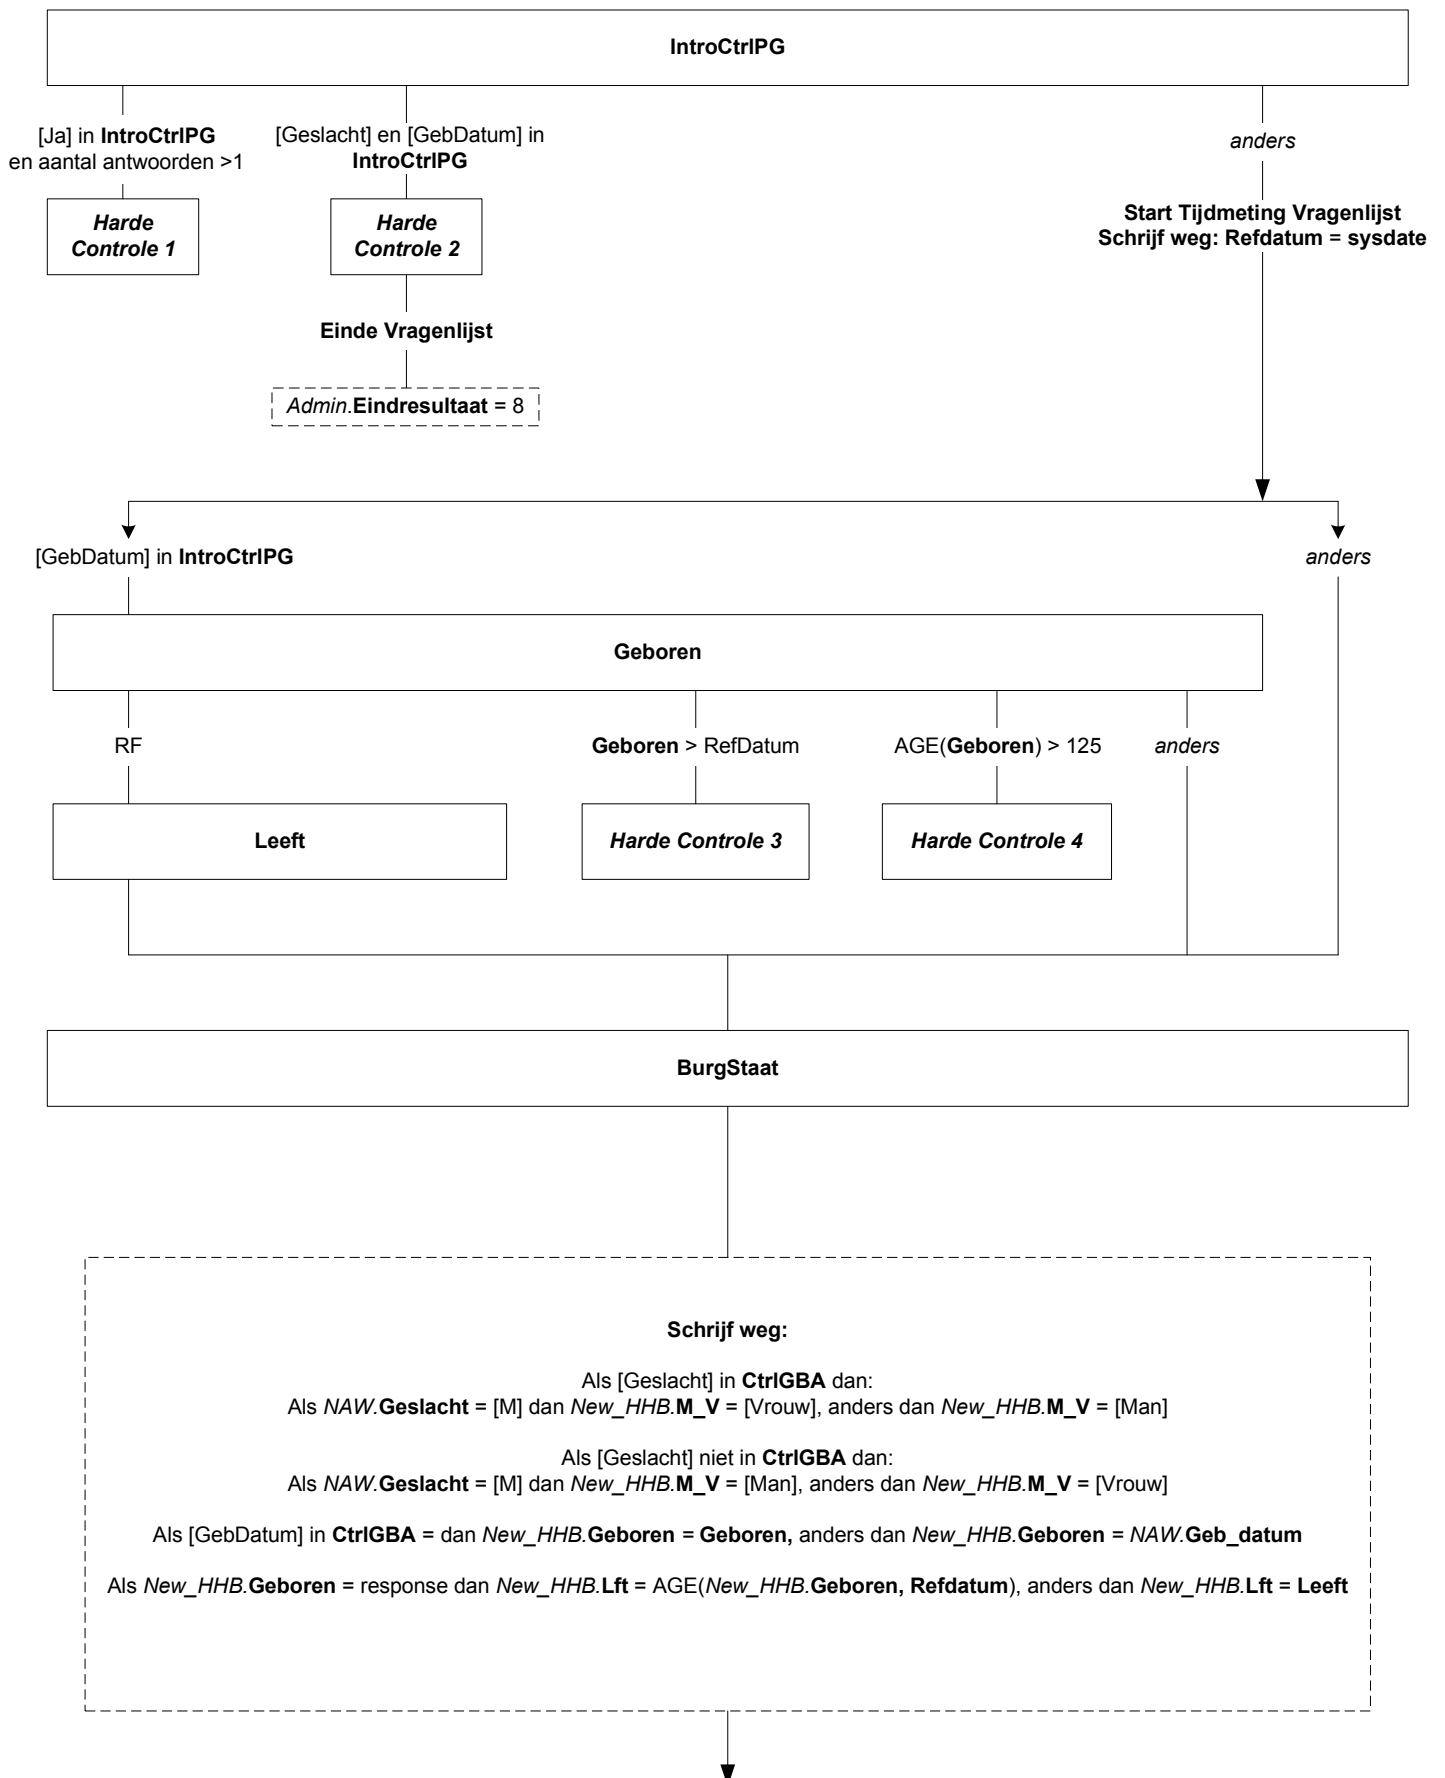 IntroCtrlPG
[Ja] in IntroCtrlPG
en aantal antwoorden >1
[Geslacht] en [GebDatum] in
IntroCtrlPG
anders
Harde
Controle 1
Harde
Controle 2
Start Tijdmeting Vragenlijst
Schrijf weg: Refdatum = sysdate
Einde Vragenlijst
Admin.Eindresultaat = 8
[GebDatum] in IntroCtrlPG
anders
Geboren
RF
Geboren > RefDatum
AGE(Geboren) > 125
anders
Leeft
Harde Controle 3
Harde Controle 4
BurgStaat
Schrijf weg:
Als [Geslacht] in CtrlGBA dan:
Als NAW.Geslacht = [M] dan New_HHB.M_V = [Vrouw], anders dan New_HHB.M_V = [Man]
Als [Geslacht] niet in CtrlGBA dan:
Als NAW.Geslacht = [M] dan New_HHB.M_V = [Man], anders dan New_HHB.M_V = [Vrouw]
Als [GebDatum] in CtrlGBA = dan New_HHB.Geboren = Geboren, anders dan New_HHB.Geboren = NAW.Geb_datum
Als New_HHB.Geboren = response dan New_HHB.Lft = AGE(New_HHB.Geboren, Refdatum), anders dan New_HHB.Lft = Leeft